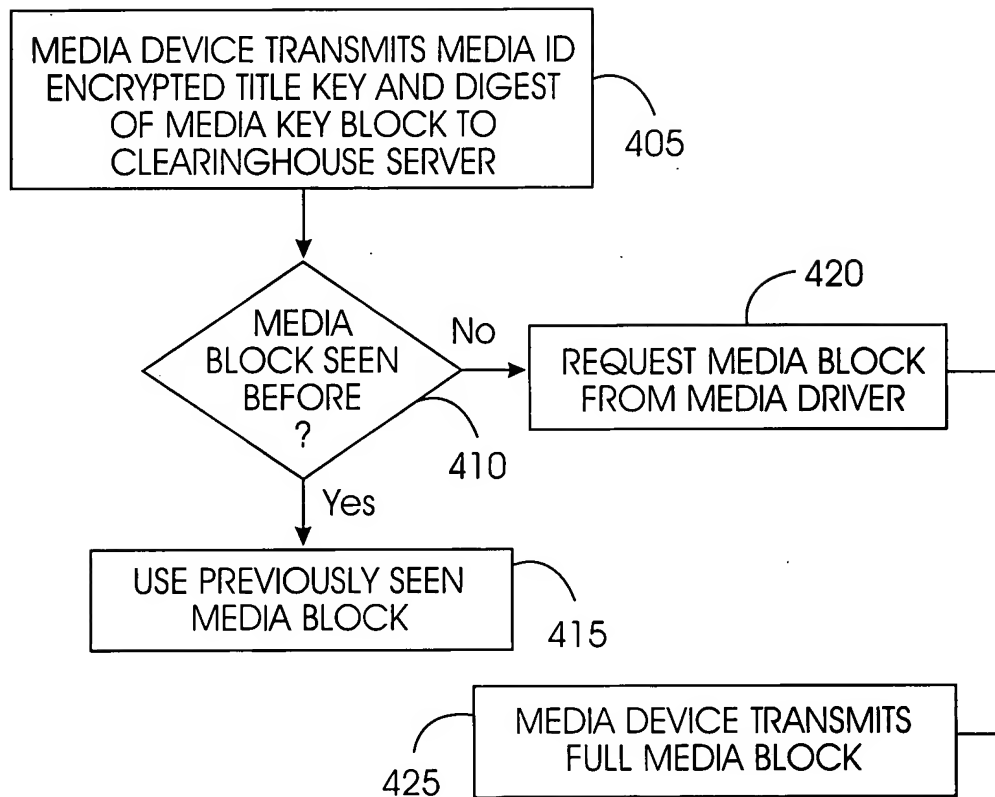 MEDIA DEVICE TRANSMITS MEDIA ID
ENCRYPTED TITLE KEY AND DIGEST
OF MEDIA KEY BLOCK TO
CLEARINGHOUSE SERVER
405
420
MEDIA
BLOCK SEEN
BEFORE
?
No
410
REQUEST MEDIA BLOCK
FROM MEDIA DRIVER
Yes
USE PREVIOUSLY SEEN
MEDIA BLOCK
415
MEDIA DEVICE TRANSMITS
FULL MEDIA BLOCK
425